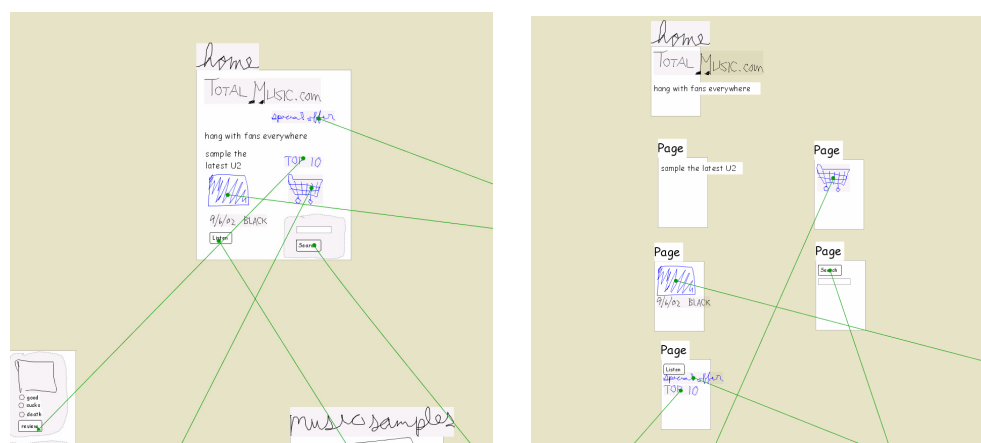 home
TOTAL MUSIC.com
special offer
hang with fans everywhere
sample the
latest U2
TOP 10
9/6/02 BLACK
Listen
Search
good
sucks
death
review
music samples
home
TOTAL MUSIC.com
hang with fans everywhere
Page
sample the latest U2
Page
Page
9/6/02 BLACK
Page
Search
Page
Listen
special offer
TOP 10